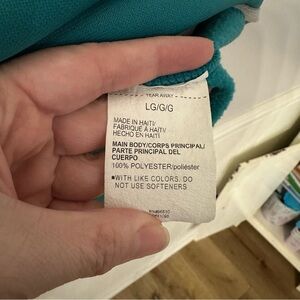 TEAR AWAY
LG/G/G
MADE IN HAITI/
FABRIQUÉ À HAITI/
HECHO EN HAITÍ
MAIN BODY/CORPS PRINCIPAL/
PARTE PRINCIPAL DEL
CUERPO
100% POLYESTER/poliéster
■WITH LIKE COLORS. DO
NOT USE SOFTENERS